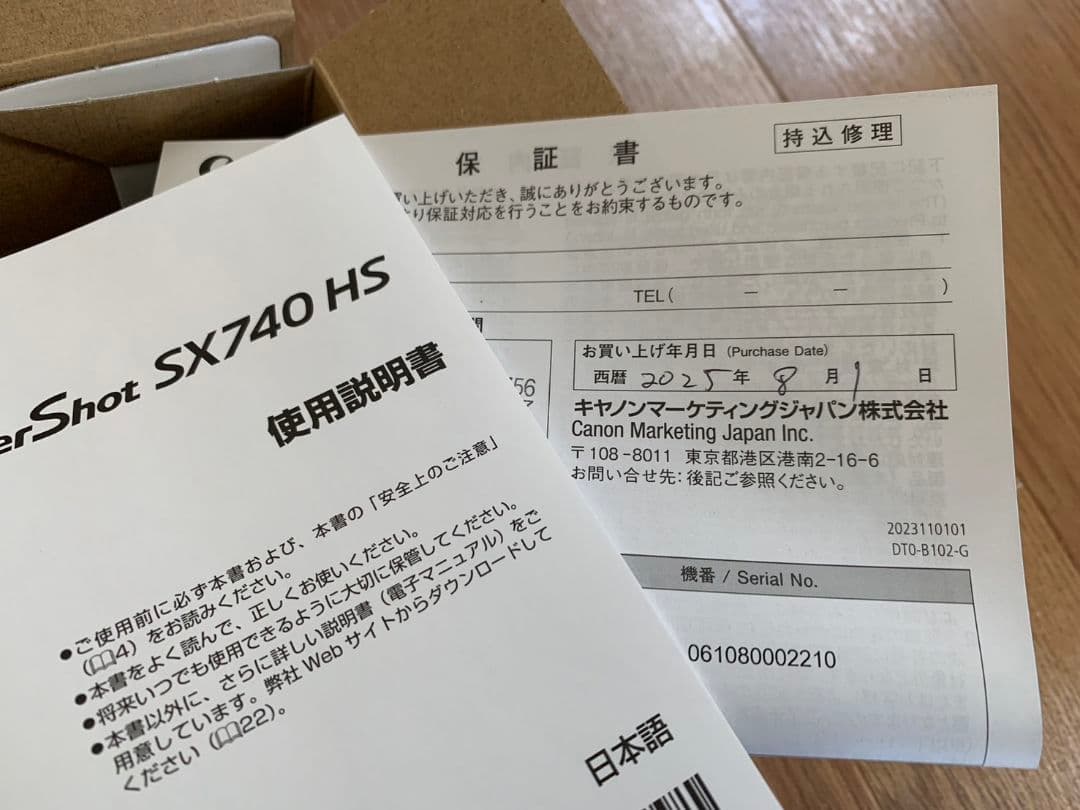 保証書
持込修理
い上げいただき、誠にありがとうございます。
り保証対応を行うことをお約束するものです。
TEL( － － )
間
56
お買い上げ年月日 (Purchase Date)
西暦 2025年 8月1日
キヤノンマーケティングジャパン株式会社
Canon Marketing Japan Inc.
〒108-8011 東京都港区港南2-16-6
お問い合せ先：後記ご参照ください。
2023110101
DT0-B102-G
機番 / Serial No.
061080002210
erShot SX740 HS
使用説明書
●ご使用前に必ず本書および、本書の「安全上のご注意」
（📖4）をお読みください。
●本書をよく読んで、正しくお使いください。
●将来いつでも使用できるように大切に保管してください。
●本書以外に、さらに詳しい説明書（電子マニュアル）をご
用意しています。弊社Webサイトからダウンロードして
ください（📖22）。
日本語